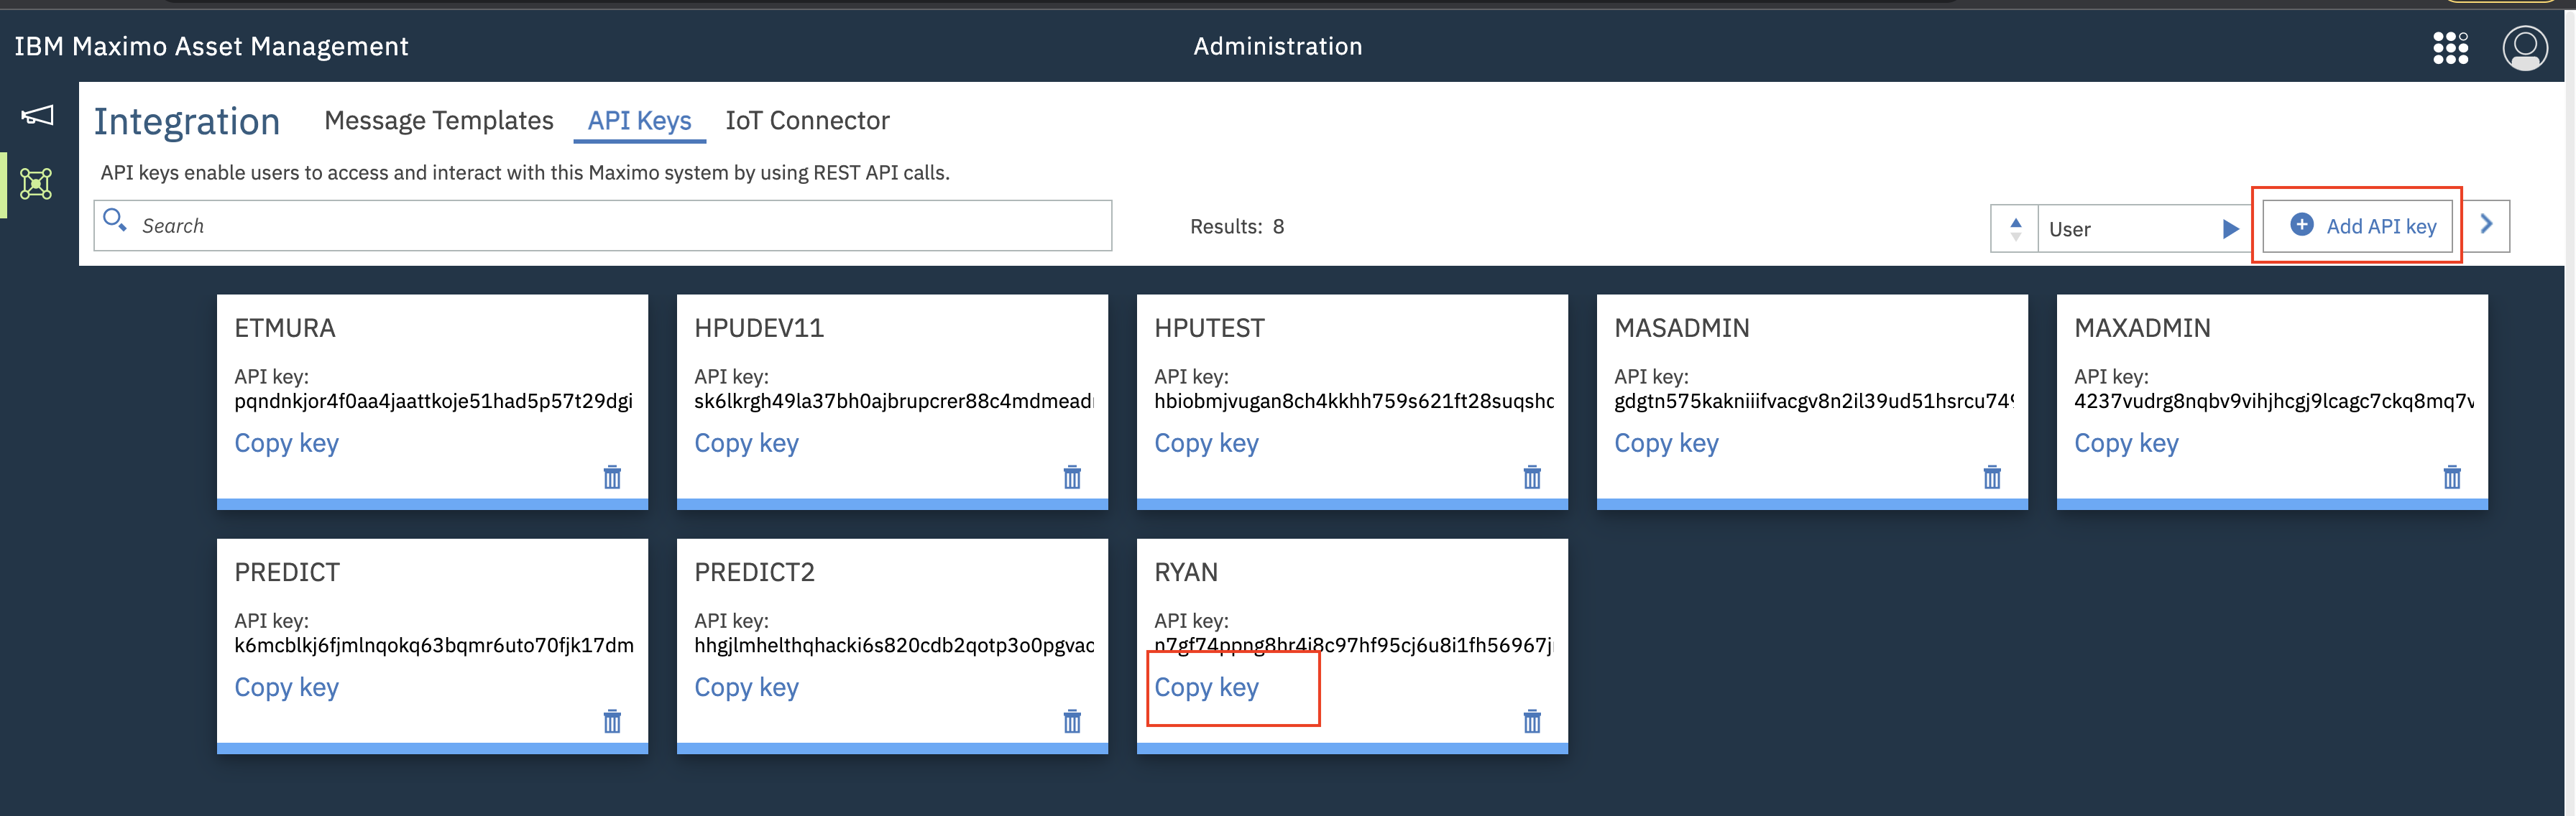 IBM Maximo Asset Management
Administration
Integration
Message Templates
API Keys
IoT Connector
API keys enable users to access and interact with this Maximo system by using REST API calls.
Search
Results: 8
User
Add API key
ETMURA
API key:
pqndnkjor4f0aa4jaattkoje51had5p57t29dgi
Copy key
HPUDEV11
API key:
sk6lkrgh49la37bh0ajbrupcrer88c4mdmead
Copy key
HPUTEST
API key:
hbiobmjvugan8ch4kkhh759s621ft28suqsh
Copy key
MASADMIN
API key:
gdgtn575kakniiifvacgv8n2il39ud51hsrcu74
Copy key
MAXADMIN
API key:
4237vudrg8nqbv9vihjhcgj9lcagc7ckq8mq7v
Copy key
PREDICT
API key:
k6mcblkj6fjmlnqokq63bqmr6uto70fjk17dm
Copy key
PREDICT2
API key:
hhgjlmhelthqhacki6s820cdb2qotp3o0pgvac
Copy key
RYAN
API key:
n7gf74ppng8hr4j8c97hf95cj6u8i1fh56967j
Copy key